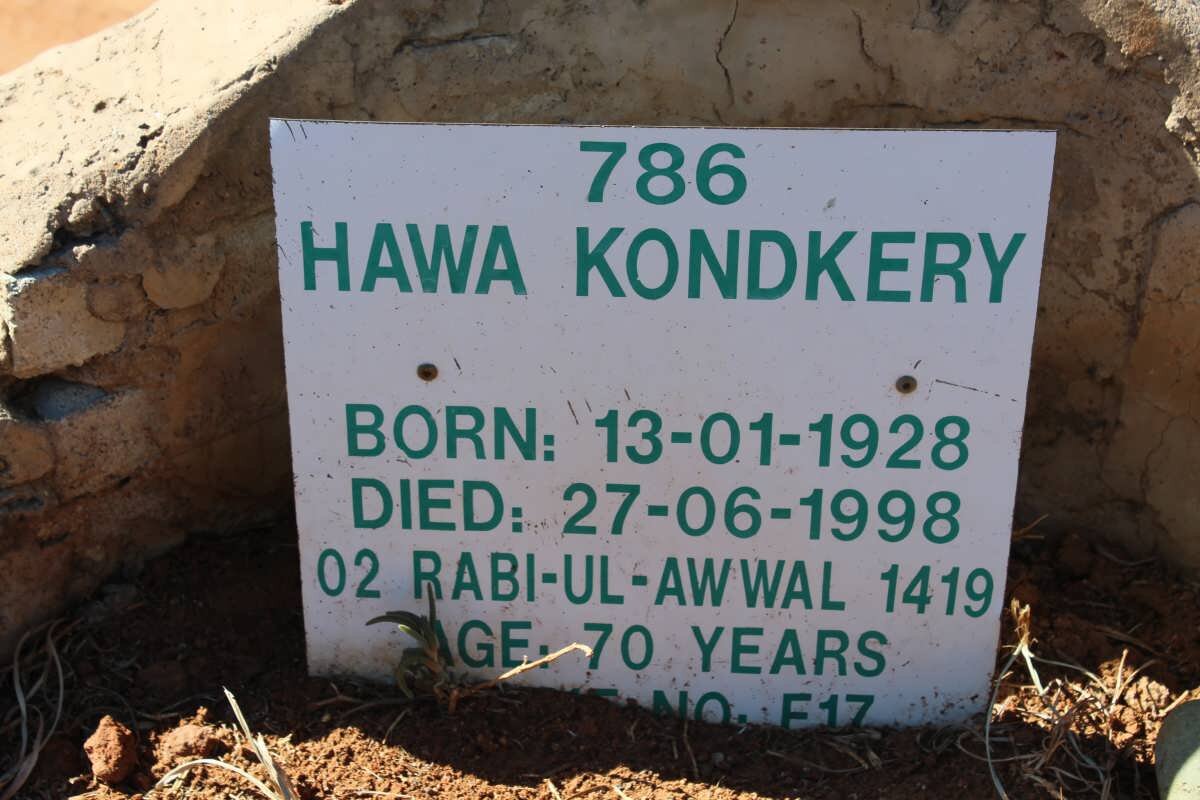 786
HAWA KONDKERY
BORN: 13-01-1928
DIED: 27-06-1998
02 RABI-UL-AWWAL 1419
AGE: 70 YEARS
NO: F17